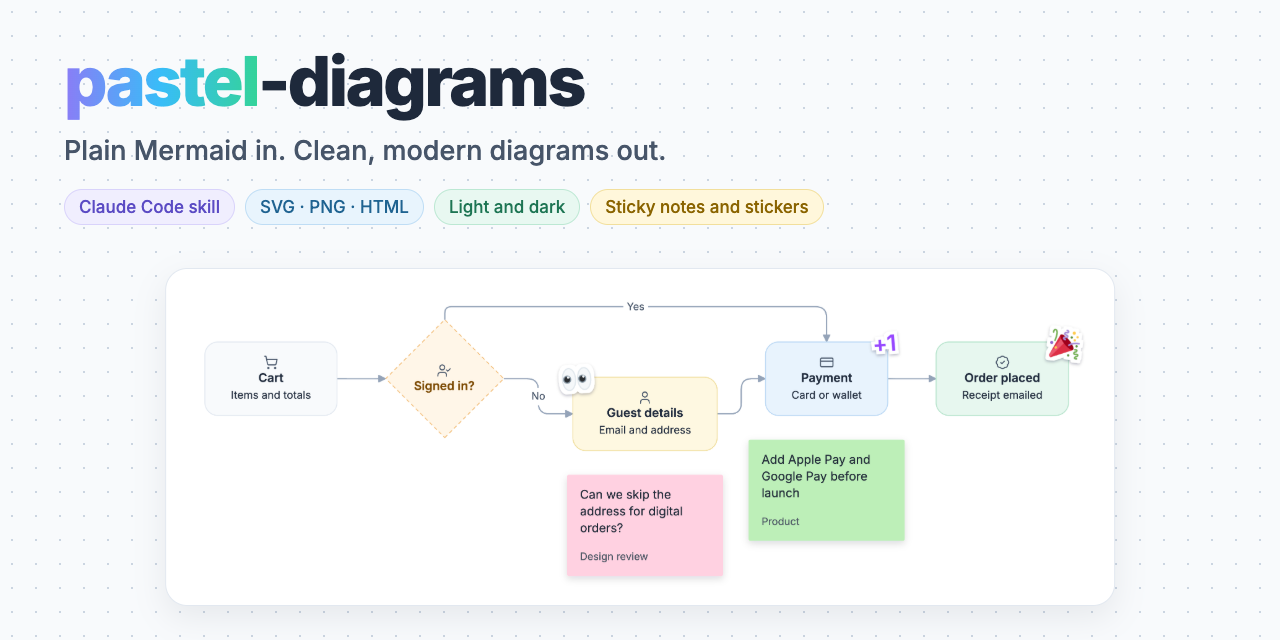 pastel-diagrams
Plain Mermaid in. Clean, modern diagrams out.
Claude Code skill
SVG · PNG · HTML
Light and dark
Sticky notes and stickers
Yes
Cart
Items and totals
Signed in?
No
Guest details
Email and address
Payment
Card or wallet
+1
Order placed
Receipt emailed
Can we skip the
address for digital
orders?
Design review
Add Apple Pay and
Google Pay before
launch
Product